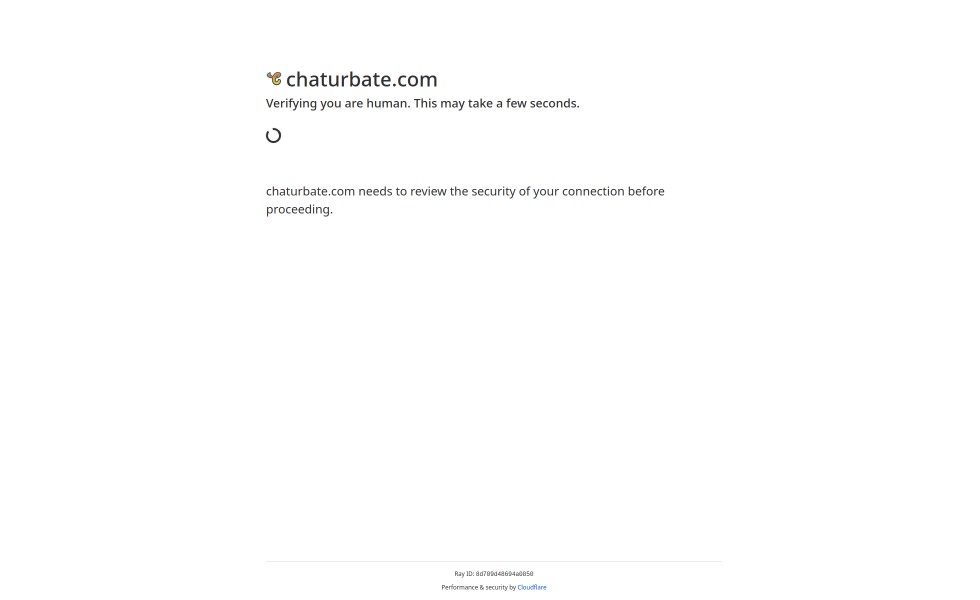 chaturbate.com
Verifying you are human. This may take a few seconds.
chaturbate.com needs to review the security of your connection before
proceeding.
Ray ID: 8d789d48694a0850
Performance & security by Cloudflare